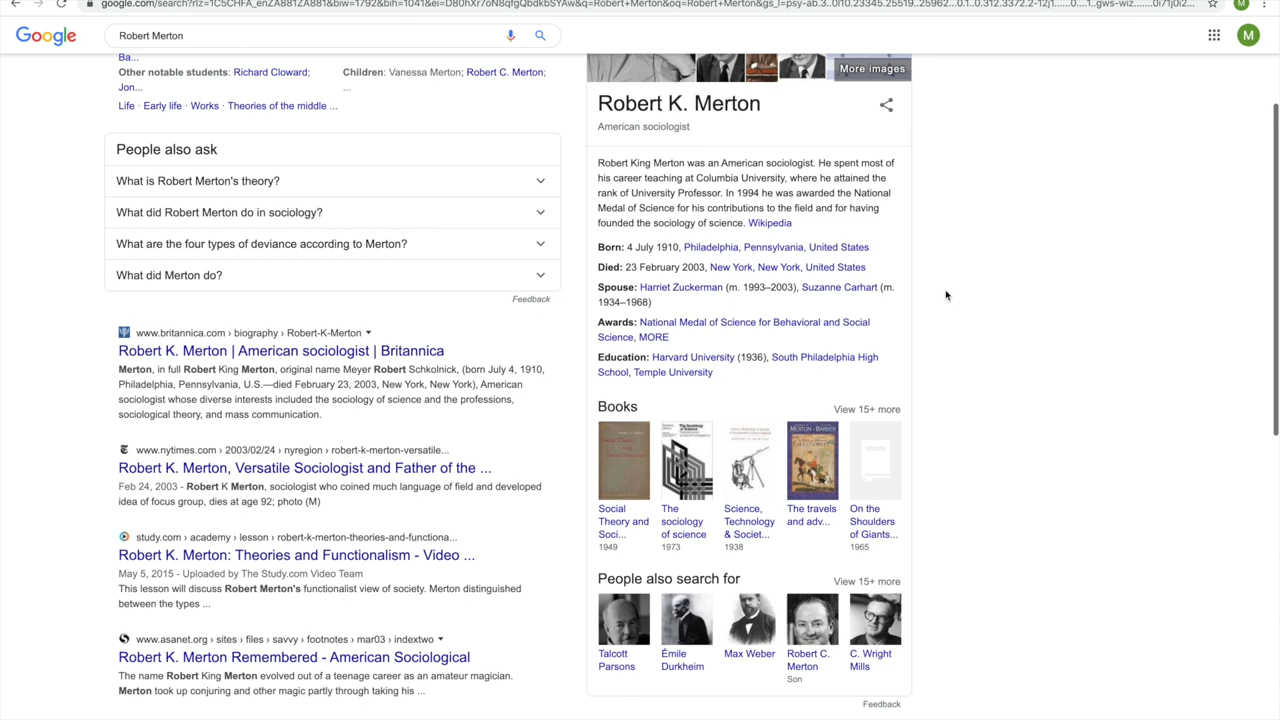 google.com/search?rlz=1C5CHFA_enZA881ZA881&biw=1792&bih=1041&ei=D80hXr7oN8qfgQbdkbSYAw&q=Robert+Merton&oq=Robert+Merton&gs_l=psy-ab.3..0l10.23345.25519..25962...0.1..0.312.3372.2-12j1......0....1..gws-wiz.......0i71j0i2...
M
Google
Robert Merton
M
Ba...
Other notable students: Richard Cloward;
Jon...
Children: Vanessa Merton; Robert C. Merton;
...
Life · Early life · Works · Theories of the middle ...
People also ask
What is Robert Merton's theory?
What did Robert Merton do in sociology?
What are the four types of deviance according to Merton?
What did Merton do?
Feedback
www.britannica.com › biography › Robert-K-Merton
Robert K. Merton | American sociologist | Britannica
Merton, in full Robert King Merton, original name Meyer Robert Schkolnick, (born July 4, 1910,
Philadelphia, Pennsylvania, U.S.—died February 23, 2003, New York, New York), American
sociologist whose diverse interests included the sociology of science and the professions,
sociological theory, and mass communication.
www.nytimes.com › 2003/02/24 › nyregion › robert-k-merton-versatile...
Robert K. Merton, Versatile Sociologist and Father of the ...
Feb 24, 2003 - Robert K Merton, sociologist who coined much language of field and developed
idea of focus group, dies at age 92; photo (M)
study.com › academy › lesson › robert-k-merton-theories-and-functiona...
Robert K. Merton: Theories and Functionalism - Video ...
May 5, 2015 - Uploaded by The Study.com Video Team
This lesson will discuss Robert Merton's functionalist view of society. Merton distinguished
between the types ...
www.asanet.org › sites › files › savvy › footnotes › mar03 › indextwo
Robert K. Merton Remembered - American Sociological
The name Robert King Merton evolved out of a teenage career as an amateur magician.
Merton took up conjuring and other magic partly through taking his ...
More images
Robert K. Merton
American sociologist
Robert King Merton was an American sociologist. He spent most of
his career teaching at Columbia University, where he attained the
rank of University Professor. In 1994 he was awarded the National
Medal of Science for his contributions to the field and for having
founded the sociology of science. Wikipedia
Born: 4 July 1910, Philadelphia, Pennsylvania, United States
Died: 23 February 2003, New York, New York, United States
Spouse: Harriet Zuckerman (m. 1993–2003), Suzanne Carhart (m.
1934–1968)
Awards: National Medal of Science for Behavioral and Social
Science, MORE
Education: Harvard University (1936), South Philadelphia High
School, Temple University
Books
View 15+ more
MERTON
BARBER
Social
Theory and
Soci...
1949
The
sociology
of science
1973
Science,
Technology
& Societ...
1938
The travels
and adv...
On the
Shoulders
of Giants...
1965
People also search for
View 15+ more
Talcott
Parsons
Émile
Durkheim
Max Weber
Robert C.
Merton
Son
C. Wright
Mills
Feedback